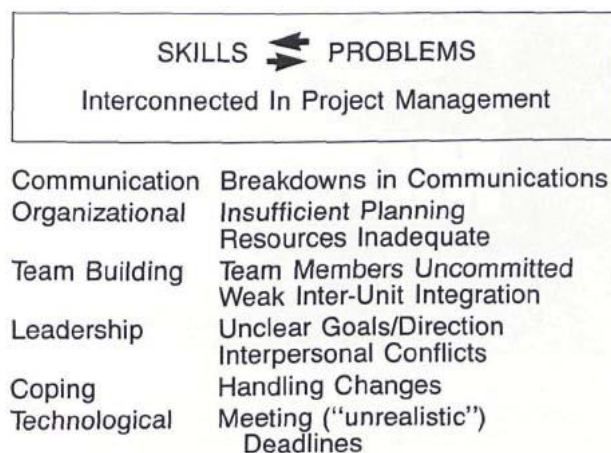 SKILLS PROBLEMS
Interconnected In Project Management
Communication Breakdowns in Communications
Organizational Insufficient Planning
Resources Inadequate
Team Building Team Members Uncommitted
Weak Inter-Unit Integration
Leadership Unclear Goals/Direction
Interpersonal Conflicts
Coping Handling Changes
Technological Meeting ("unrealistic")
Deadlines